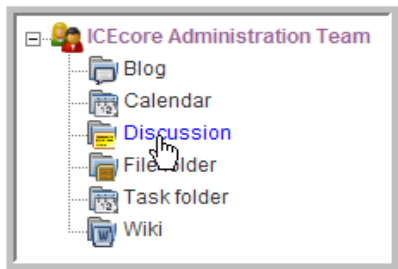 ICEcore Administration Team
Blog
Calendar
Discussion
File folder
Task folder
Wiki